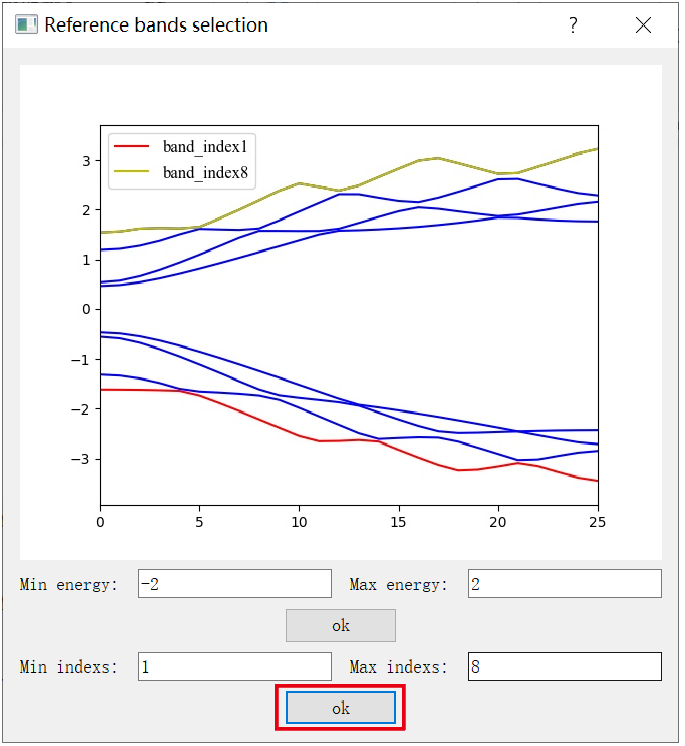 Reference bands selection ?
band_index1
band_index8
3
2
1
0
−1
−2
−3
0 5 10 15 20 25
Min energy: -2 Max energy: 2
ok
Min indexs: 1 Max indexs: 8
ok